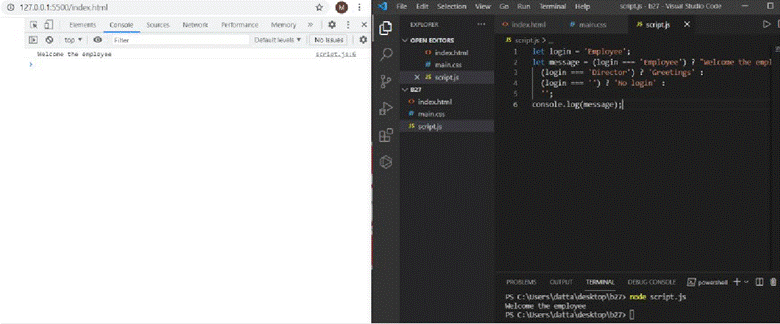 127.0.0.1:5500/index.html
M
Elements Console Sources Network Performance Memory »
top Filter Default levels No Issues
Welcome the employee script.js:6
File Edit Selection View Go Run Terminal Help script.js - b27 - Visual Studio Code
EXPLORER
OPEN EDITORS
index.html
main.css
script.js
B27
index.html
main.css
script.js
index.html main.css script.js
script.js > ...
1 let login = 'Employee';
2 let message = (login === 'Employee') ? 'Welcome the empl
3 (login === 'Director') ? 'Greetings' :
4 (login === '') ? 'No login' :
5 '';
6 console.log(message);
PROBLEMS OUTPUT TERMINAL DEBUG CONSOLE powershell
PS C:\Users\datta\desktop\b27> node script.js
Welcome the employee
PS C:\Users\datta\desktop\b27>